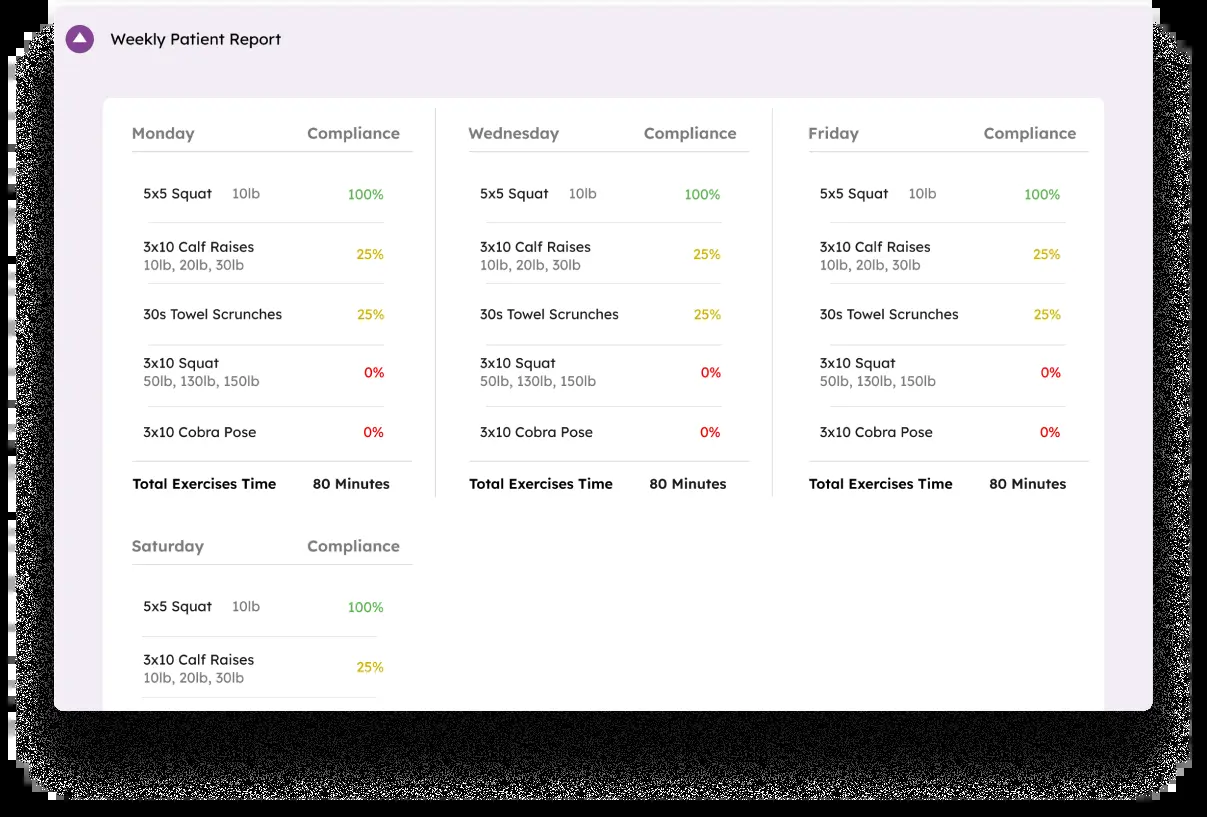 Weekly Patient Report
Monday Compliance
5x5 Squat 10lb 100%
3x10 Calf Raises
10lb, 20lb, 30lb
25%
30s Towel Scrunches 25%
3x10 Squat
50lb, 130lb, 150lb
0%
3x10 Cobra Pose 0%
Total Exercises Time 80 Minutes
Wednesday Compliance
5x5 Squat 10lb 100%
3x10 Calf Raises
10lb, 20lb, 30lb
25%
30s Towel Scrunches 25%
3x10 Squat
50lb, 130lb, 150lb
0%
3x10 Cobra Pose 0%
Total Exercises Time 80 Minutes
Friday Compliance
5x5 Squat 10lb 100%
3x10 Calf Raises
10lb, 20lb, 30lb
25%
30s Towel Scrunches 25%
3x10 Squat
50lb, 130lb, 150lb
0%
3x10 Cobra Pose 0%
Total Exercises Time 80 Minutes
Saturday Compliance
5x5 Squat 10lb 100%
3x10 Calf Raises
10lb, 20lb, 30lb
25%